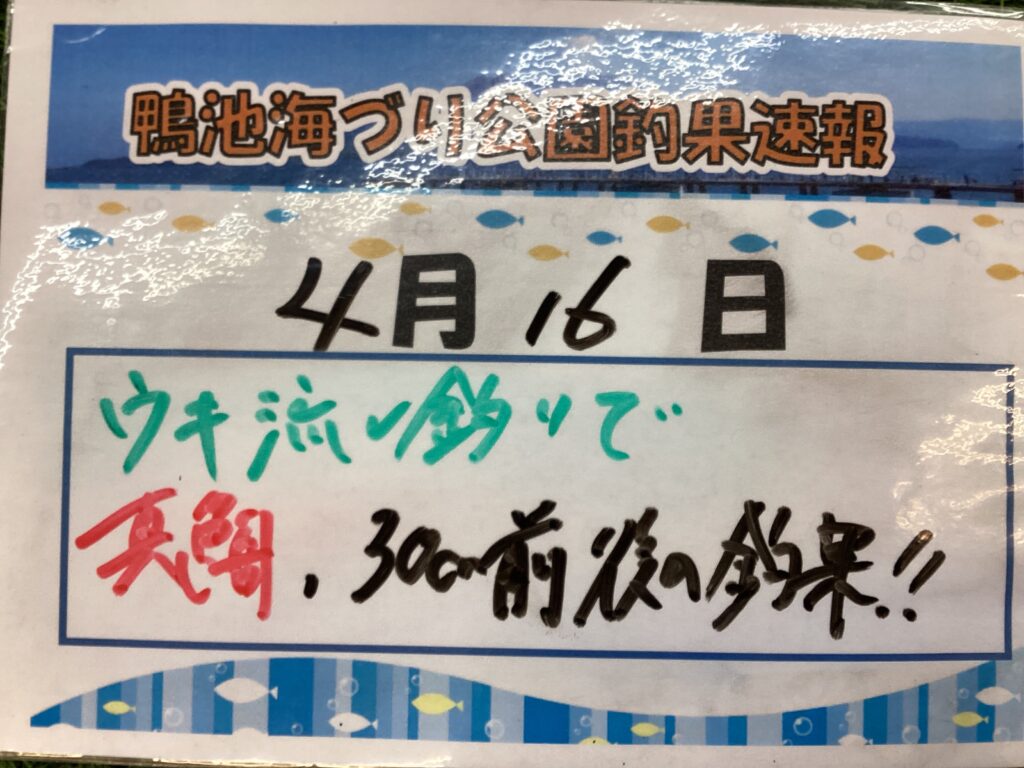 鴨池海づり公園釣果速報
4月16日
ウキ流し釣りで
真鯛、30cm前後の釣果!!